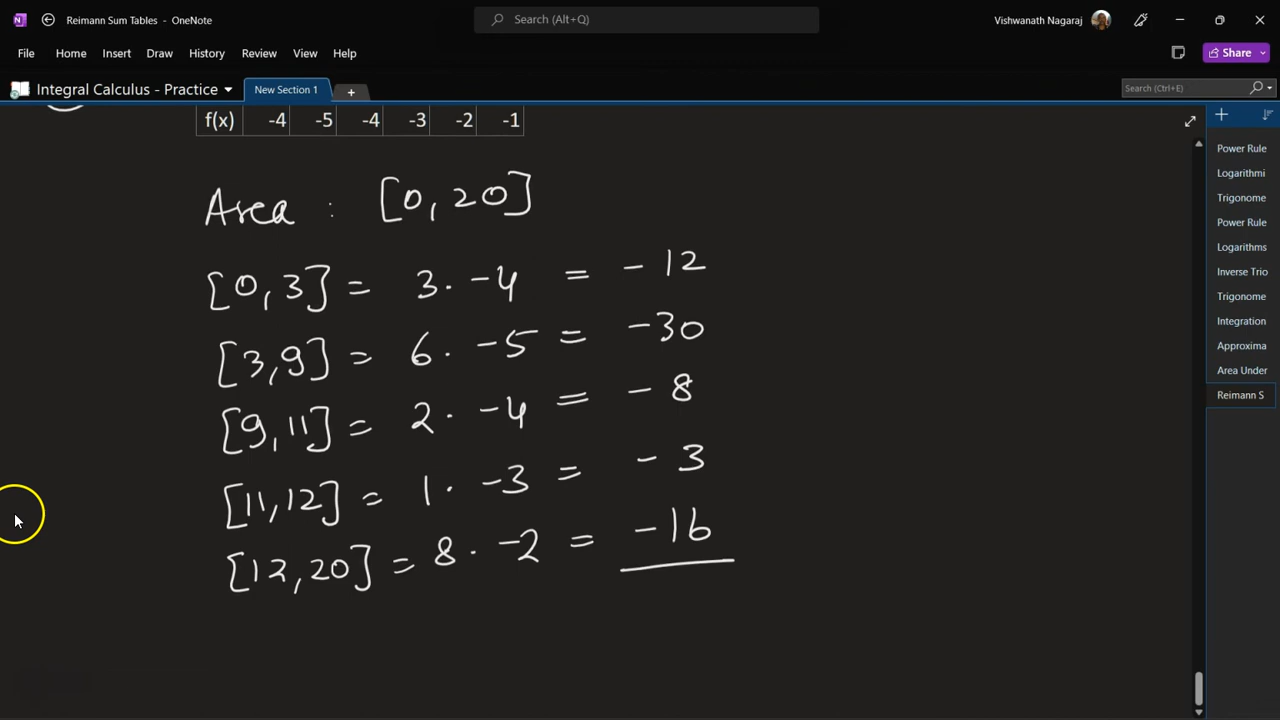 Reimann Sum Tables - OneNote
Search (Alt+Q)
Vishwanath Nagaraj
File Home Insert Draw History Review View Help
Share
Integral Calculus - Practice
New Section 1
Search (Ctrl+E)
f(x) -4 -5 -4 -3 -2 -1
Area : [0, 20]
[0, 3] = 3 · -4 = -12
[3, 9] = 6 · -5 = -30
[9, 11] = 2 · -4 = -8
[11, 12] = 1 · -3 = -3
[12, 20] = 8 · -2 = -16
Power Rule
Logarithmi
Trigonome
Power Rule
Logarithms
Inverse Trio
Trigonome
Integration
Approxima
Area Under
Reimann S